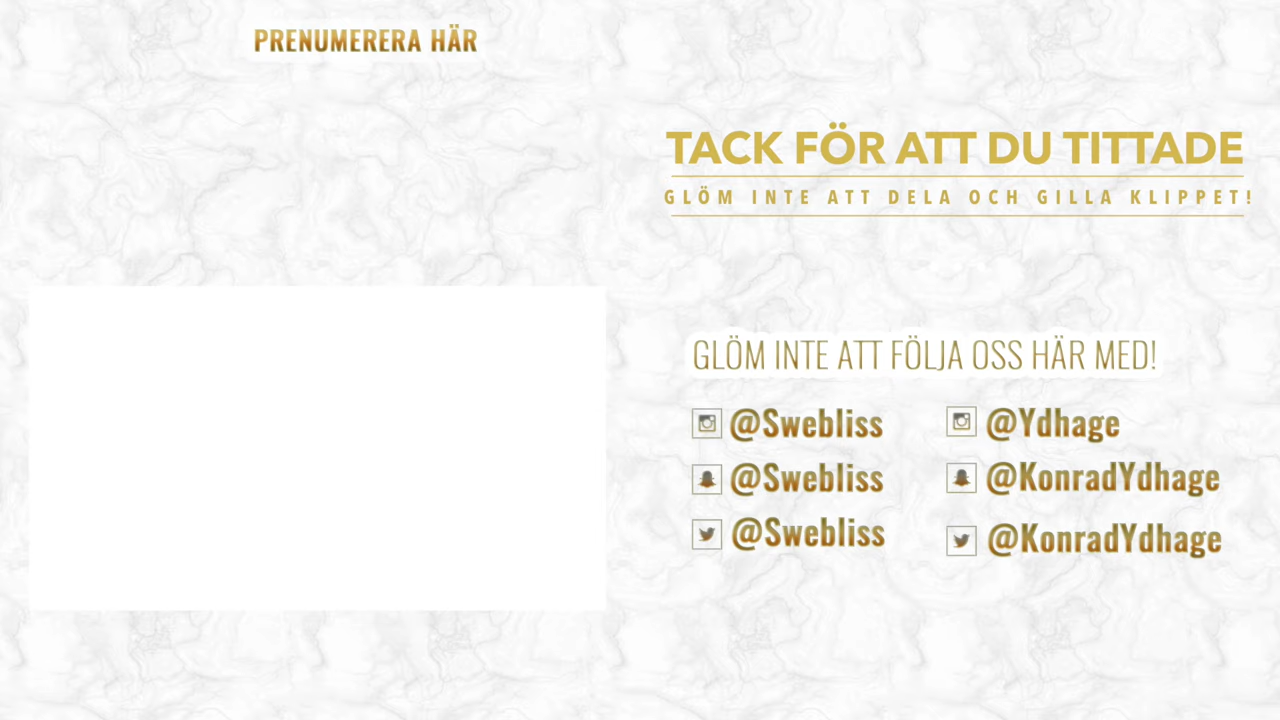 PRENUMERERA HÄR
TACK FÖR ATT DU TITTADE
GLÖM INTE ATT DELA OCH GILLA KLIPPET!
GLÖM INTE ATT FÖLJA OSS HÄR MED!
@Swebliss
@Ydhage
@Swebliss
@KonradYdhage
@Swebliss
@KonradYdhage